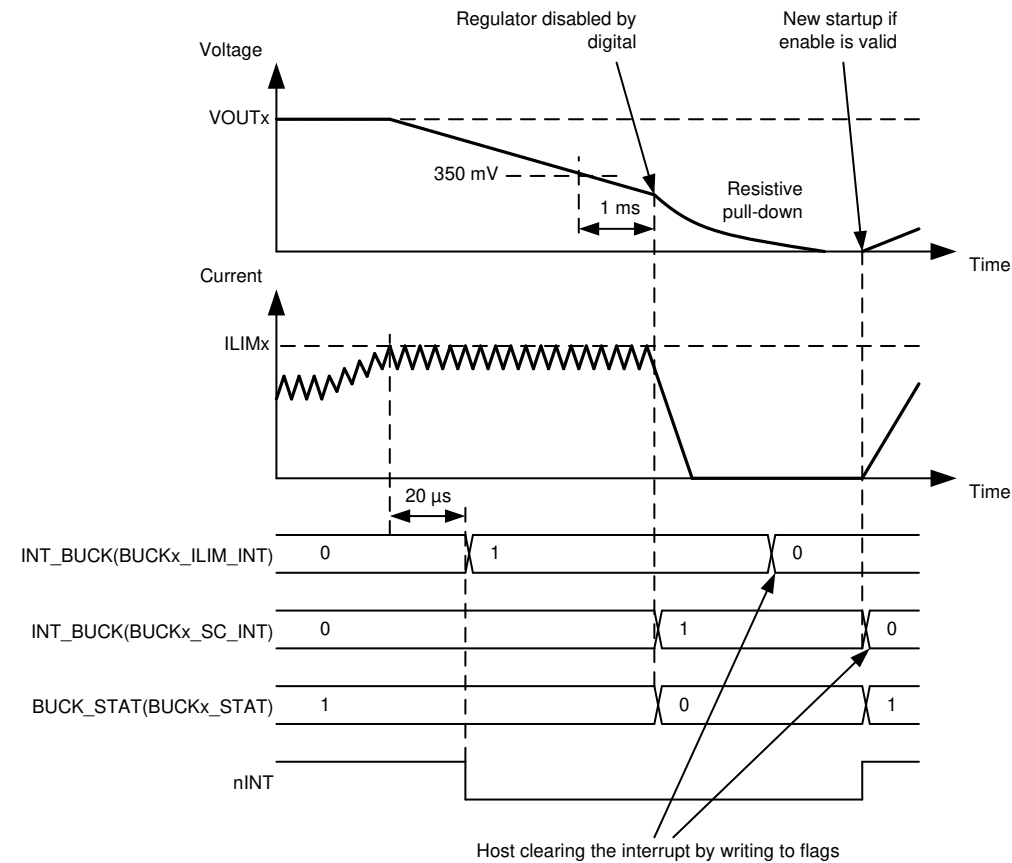 Regulator disabled by
digital
New startup if
enable is valid
Voltage
VOUTx
350 mV
1 ms
Resistive
pull-down
Time
Current
ILIMx
Time
20 µs
INT_BUCK(BUCKx_ILIM_INT)
0
1
0
INT_BUCK(BUCKx_SC_INT)
0
1
0
BUCK_STAT(BUCKx_STAT)
1
0
1
nINT
Host clearing the interrupt by writing to flags